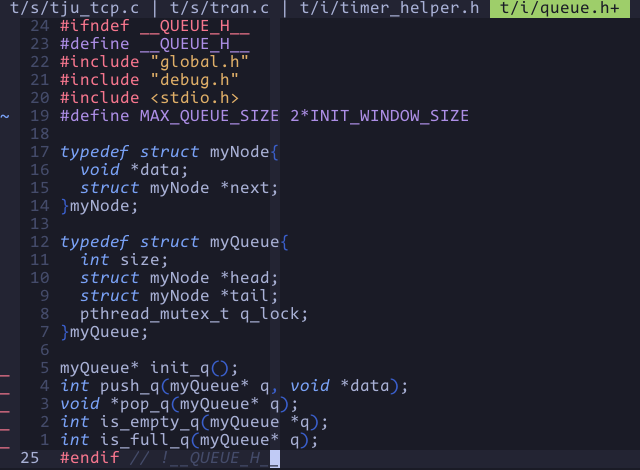 t/s/tju_tcp.c | t/s/tran.c | t/i/timer_helper.h t/i/queue.h+
24 #ifndef __QUEUE_H__
23 #define __QUEUE_H__
22 #include "global.h"
21 #include "debug.h"
20 #include <stdio.h>
~ 19 #define MAX_QUEUE_SIZE 2*INIT_WINDOW_SIZE
18
17 typedef struct myNode{
16   void *data;
15   struct myNode *next;
14 }myNode;
13
12 typedef struct myQueue{
11   int size;
10   struct myNode *head;
9   struct myNode *tail;
8   pthread_mutex_t q_lock;
7 }myQueue;
6
_ 5 myQueue* init_q();
_ 4 int push_q(myQueue* q, void *data);
_ 3 void *pop_q(myQueue* q);
_ 2 int is_empty_q(myQueue *q);
_ 1 int is_full_q(myQueue* q);
25 #endif // !__QUEUE_H__